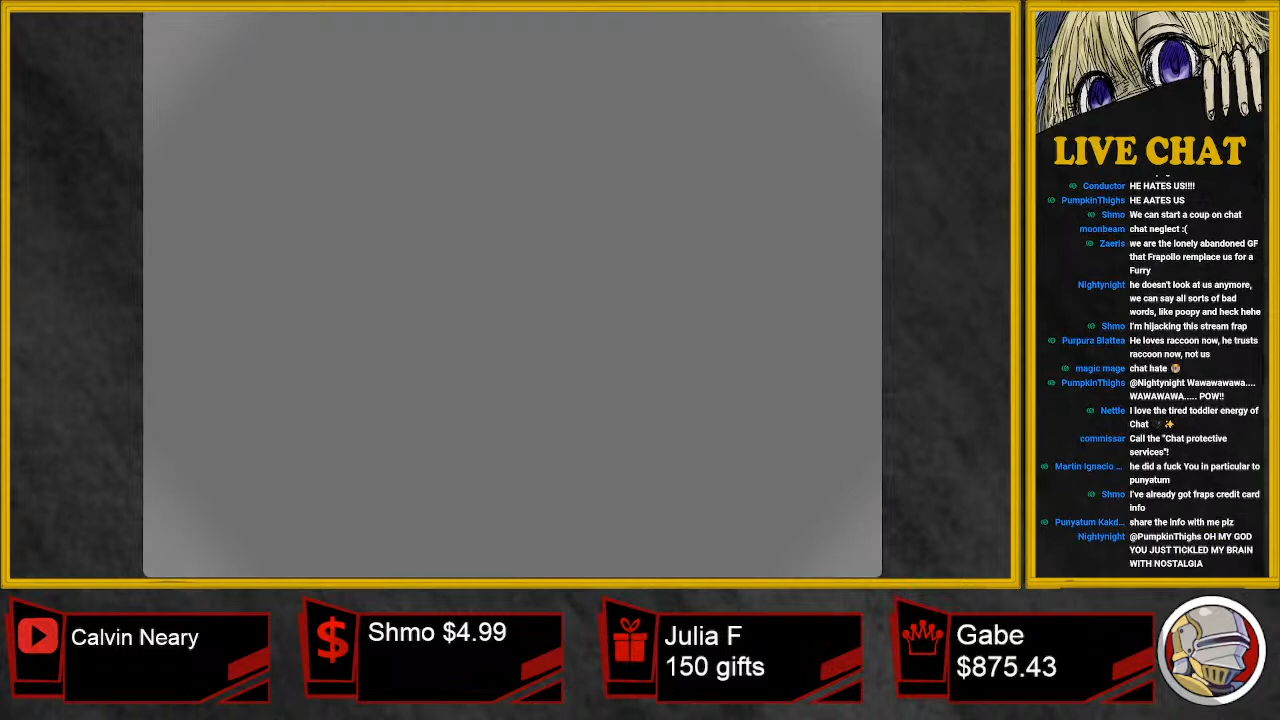 LIVE CHAT
Conductor HE HATES US!!!!
PumpkinThighs HE AATES US
Shmo We can start a coup on chat
moonbeam chat neglect :(
Zaeris we are the lonely abandoned GF
that Frapollo remplace us for a
Furry
Nightynight he doesn't look at us anymore,
we can say all sorts of bad
words, like poopy and heck hehe
Shmo I'm hijacking this stream frap
Purpura Blattea He loves raccoon now, he trusts
raccoon now, not us
magic mage chat hate
PumpkinThighs @Nightynight Wawawawawa....
WAWAWAWA..... POW!!
Nettle I love the tired toddler energy of
Chat ✨
commissar Call the "Chat protective
services"!
Martin Ignacio ... he did a fuck You in particular to
punyatum
Shmo I've already got fraps credit card
info
Punyatum Kakd... share the info with me plz
Nightynight @PumpkinThighs OH MY GOD
YOU JUST TICKLED MY BRAIN
WITH NOSTALGIA
Calvin Neary
$
Shmo $4.99
Julia F
150 gifts
Gabe
$875.43